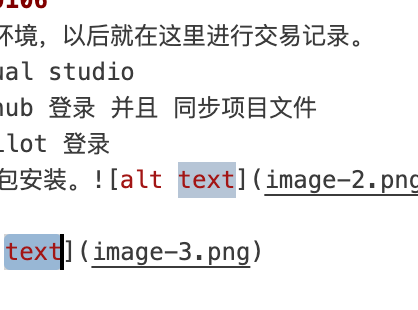 0106
环境，以后就在这里进行交易记录。
ual studio
hub 登录 并且 同步项目文件
ilot 登录
包安装。![alt text](image-2.png
text](image-3.png)